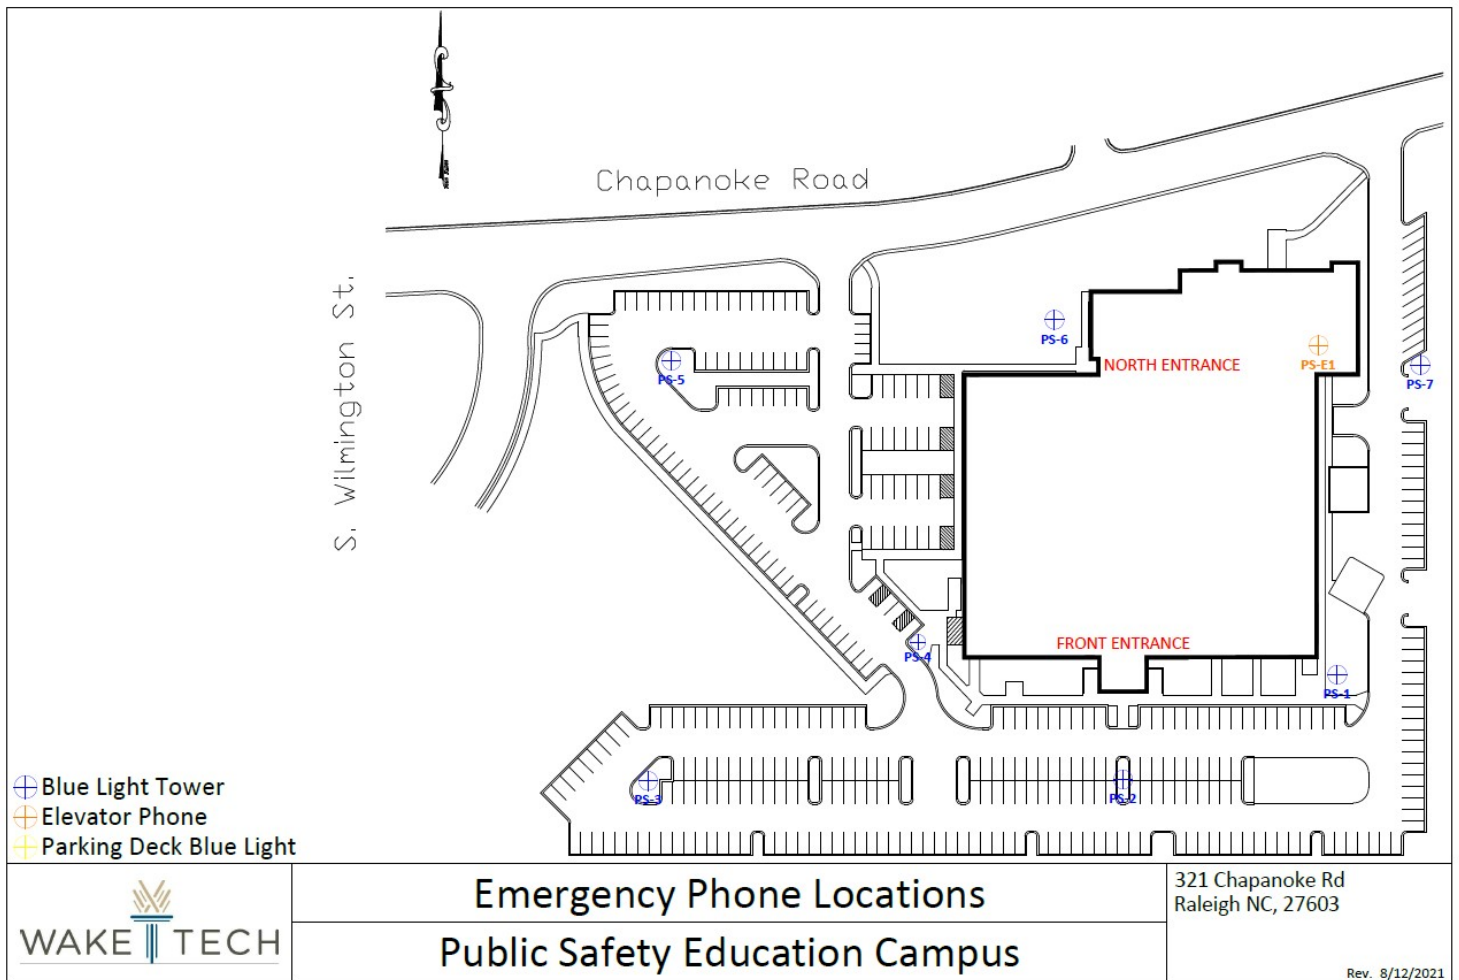 Chapanoke Road
S. Wilmington St.
PS-6
NORTH ENTRANCE
PS-E1
PS-7
PS-5
FRONT ENTRANCE
PS-4
PS-1
PS-3
PS-2
Blue Light Tower
Elevator Phone
Parking Deck Blue Light
WAKE TECH
Emergency Phone Locations
Public Safety Education Campus
321 Chapanoke Rd
Raleigh NC, 27603
Rev. 8/12/2021